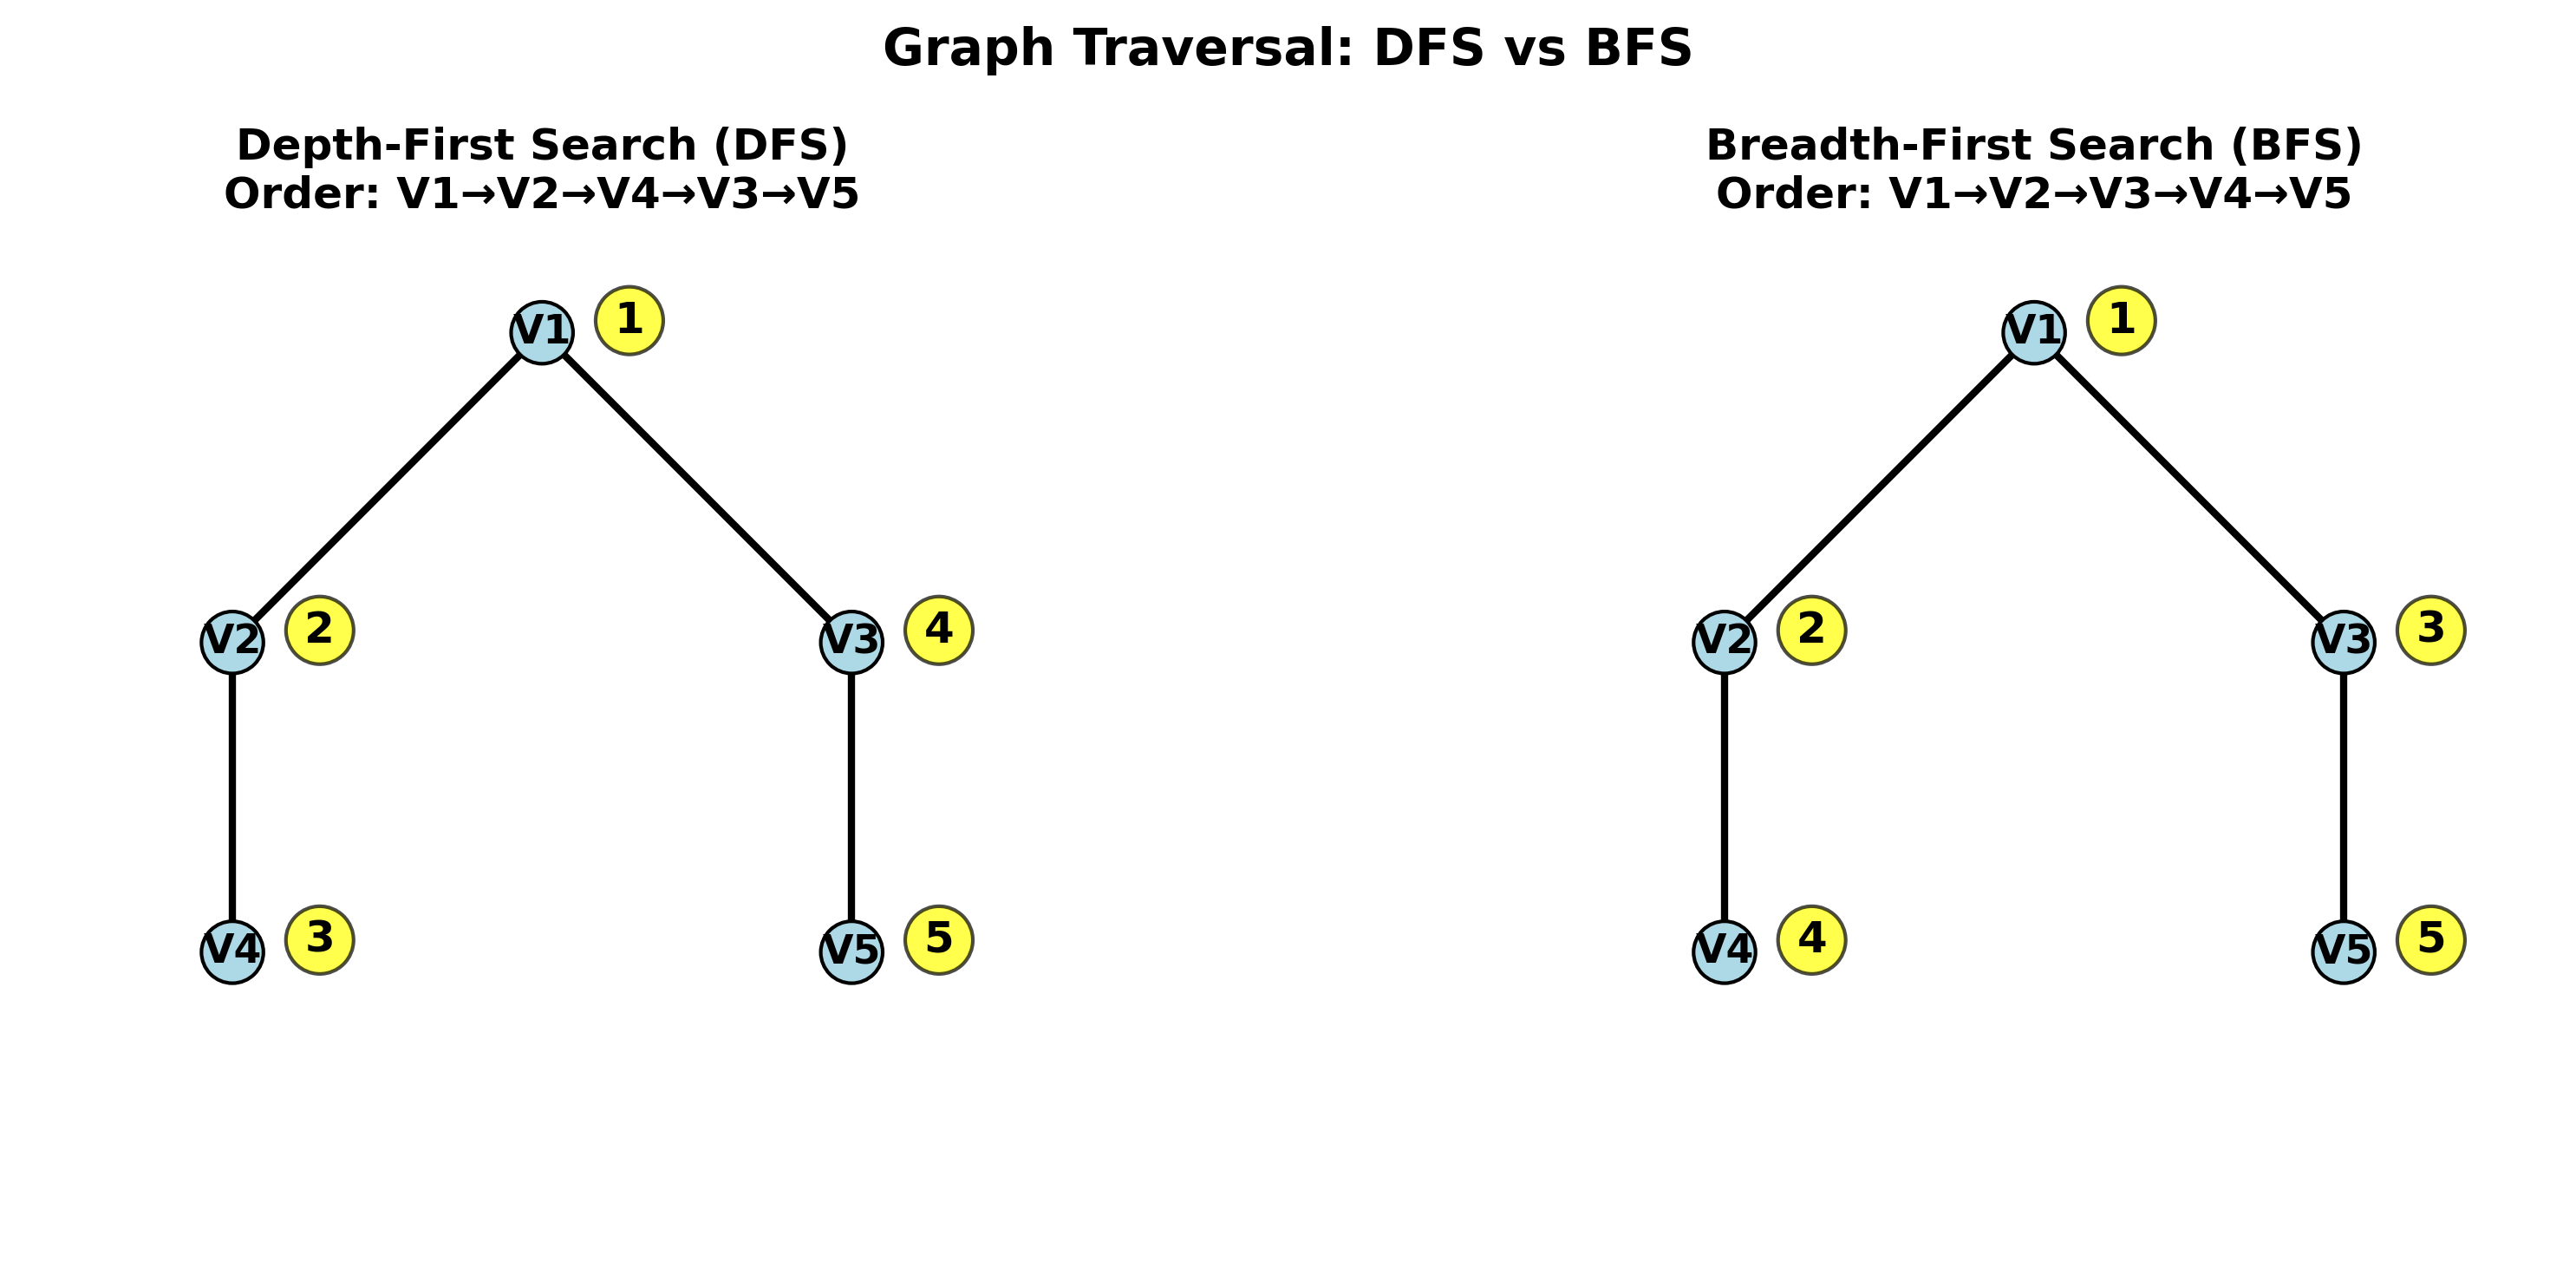 Graph Traversal: DFS vs BFS
Depth-First Search (DFS)
Order: V1→V2→V4→V3→V5
V1
1
V2
2
V3
4
V4
3
V5
5
Breadth-First Search (BFS)
Order: V1→V2→V3→V4→V5
V1
1
V2
2
V3
3
V4
4
V5
5